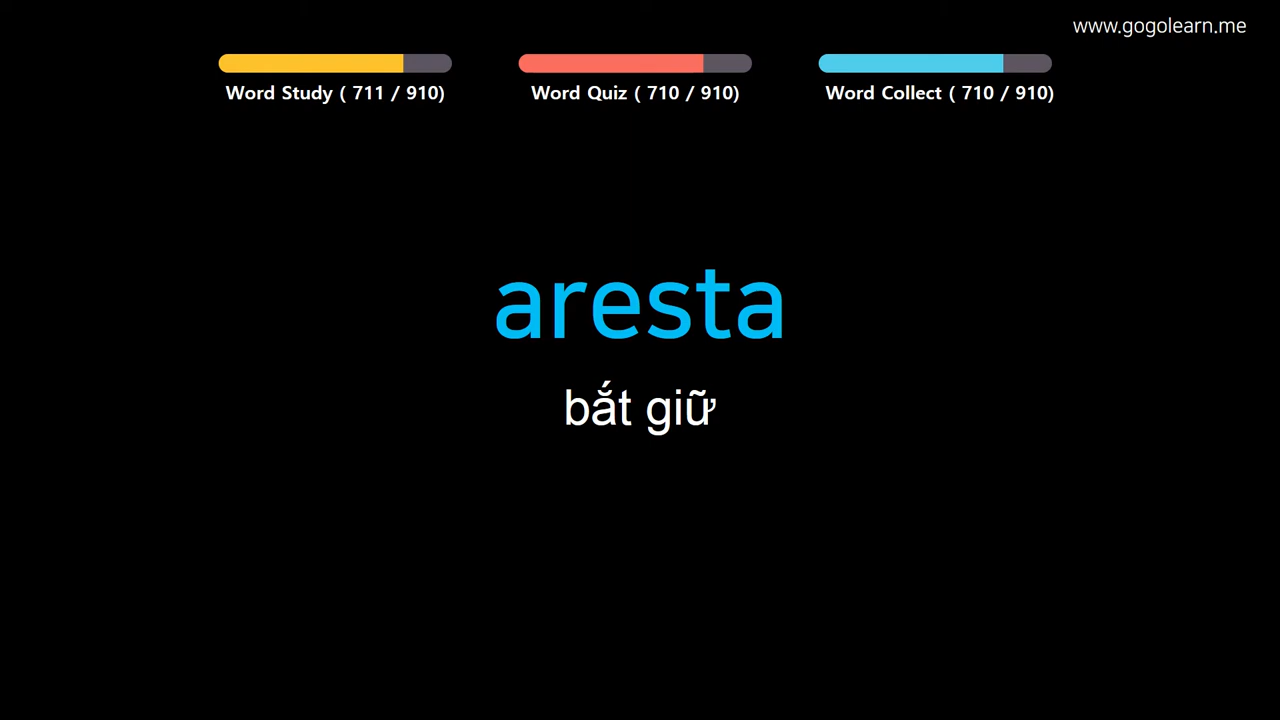 www.gogolearn.me
Word Study ( 711 / 910)
Word Quiz ( 710 / 910)
Word Collect ( 710 / 910)
aresta
bắt giữ